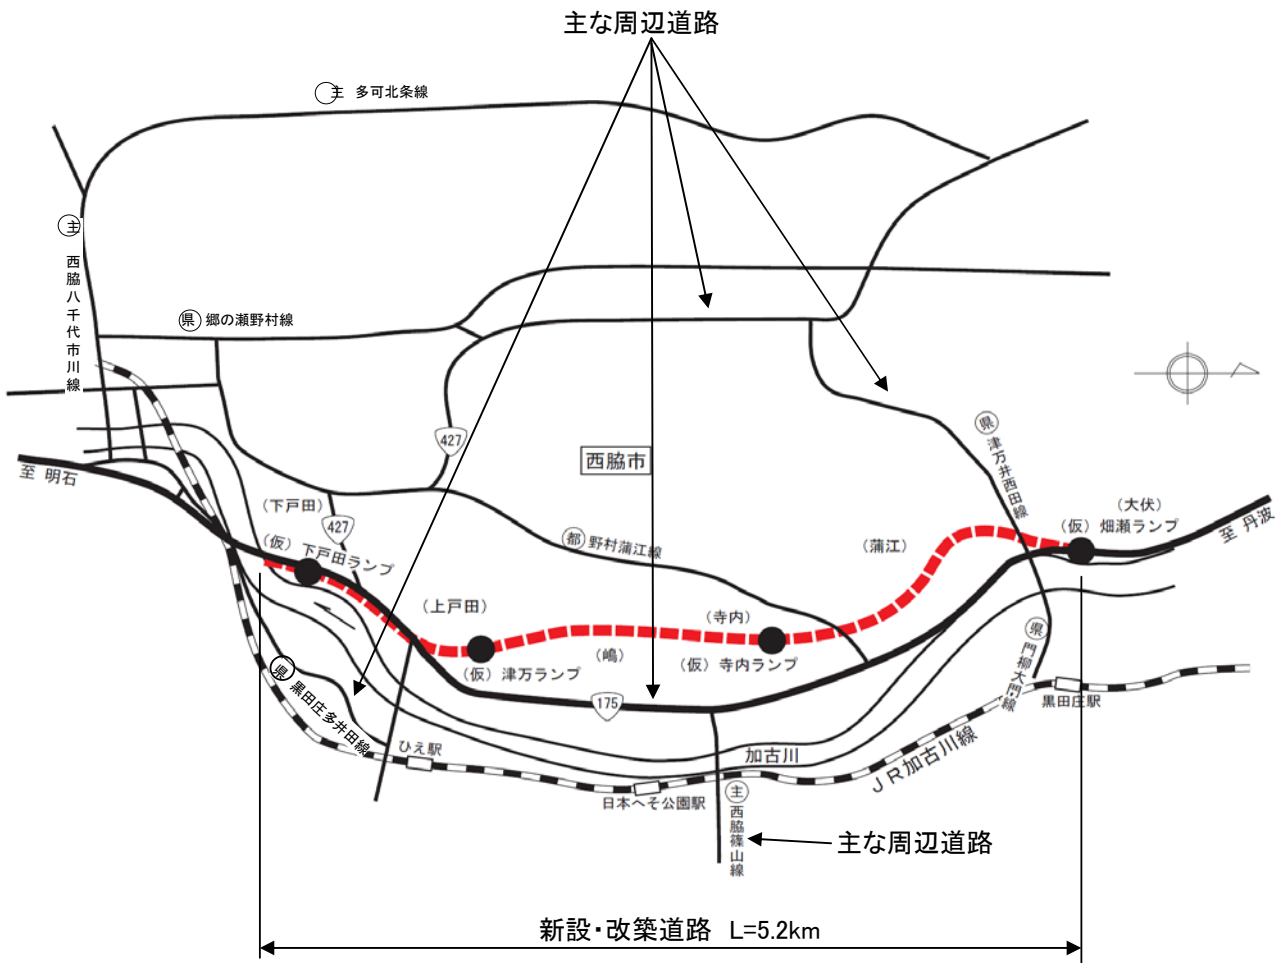 主な周辺道路
主 多可北条線
主 西脇八千代市川線
県 郷の瀬野村線
427
県 津万井西田線
西脇市
至 明石
(下戸田)
427
(仮) 下戸田ランプ
都 野村蒲江線
(蒲江)
(大伏)
(仮) 畑瀬ランプ
至 丹波
(上戸田)
(寺内)
(嶋)
(仮) 津万ランプ
(仮) 寺内ランプ
県 門柳大門線
県 黒田庄多井田線
175
黒田庄駅
ひえ駅
加古川
JR加古川線
日本へそ公園駅
主 西脇篠山線
主な周辺道路
新設・改築道路 L=5.2km